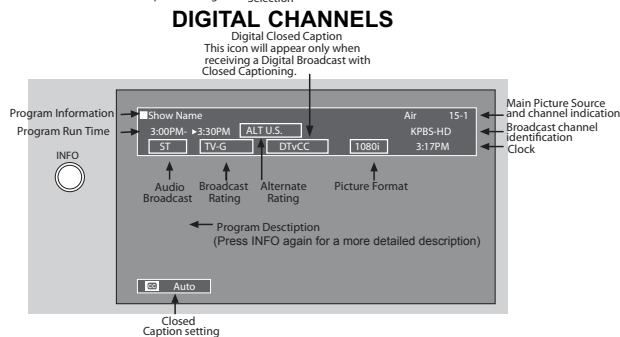 Selection
DIGITAL CHANNELS
Digital Closed Caption
This icon will appear only when
receiving a Digital Broadcast with
Closed Captioning.
Program Information
Show Name
Air 15-1
Main Picture Source
and channel indication
Program Run Time
3:00PM- ▸3:30PM
ALT U.S.
KPBS-HD
Broadcast channel
identification
ST
TV-G
DTvCC
1080i
3:17PM
Clock
INFO
Audio
Broadcast
Broadcast
Rating
Alternate
Rating
Picture Format
Program Desctiption
(Press INFO again for a more detailed description)
CC Auto
Closed
Caption setting